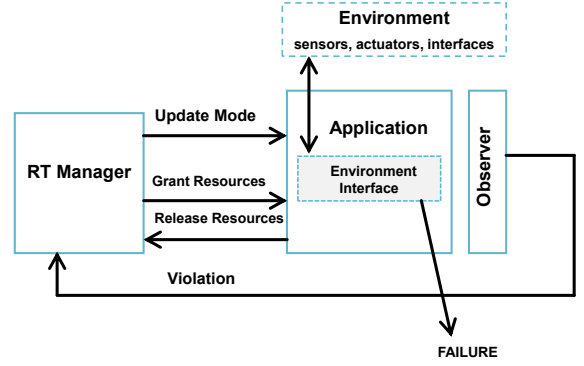 Environment
sensors, actuators, interfaces
Update Mode
Application
RT Manager
Environment
Interface
Observer
Grant Resources
Release Resources
Violation
FAILURE